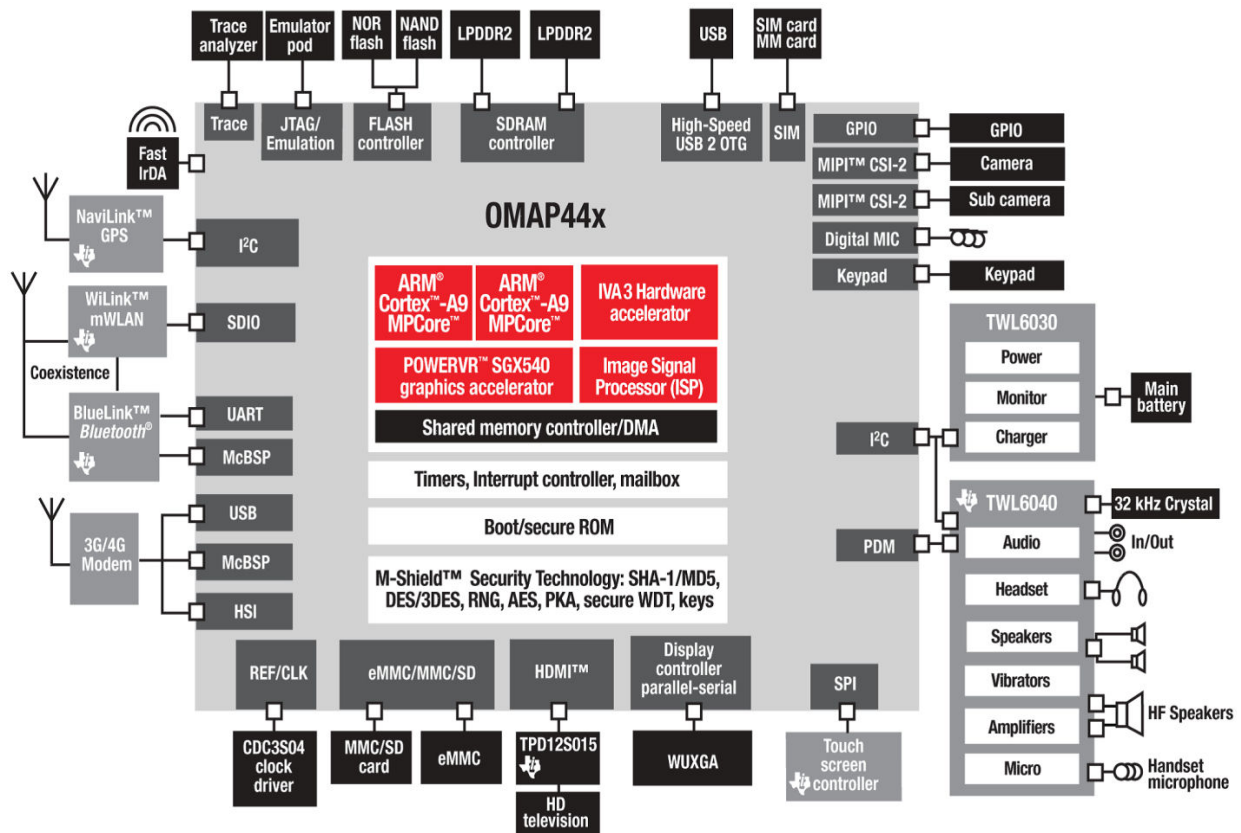 Trace
analyzer
Emulator
pod
NOR
flash
NAND
flash
LPDDR2
LPDDR2
USB
SIM card
MM card
Trace
JTAG/
Emulation
FLASH
controller
SDRAM
controller
High-Speed
USB 2 OTG
SIM
GPIO
GPIO
MIPI™ CSI-2
Camera
MIPI™ CSI-2
Sub camera
Digital MIC
Keypad
Keypad
Fast
IrDA
NaviLink™
GPS
I²C
WiLink™
mWLAN
SDIO
Coexistence
BlueLink™
Bluetooth®
UART
McBSP
3G/4G
Modem
USB
McBSP
HSI
OMAP44x
ARM®
Cortex™-A9
MPCore™
ARM®
Cortex™-A9
MPCore™
IVA3 Hardware
accelerator
POWERVR™ SGX540
graphics accelerator
Image Signal
Processor (ISP)
Shared memory controller/DMA
Timers, Interrupt controller, mailbox
Boot/secure ROM
M-Shield™ Security Technology: SHA-1/MD5,
DES/3DES, RNG, AES, PKA, secure WDT, keys
I²C
PDM
TWL6030
Power
Monitor
Charger
Main
battery
TWL6040
32 kHz Crystal
Audio
In/Out
Headset
Speakers
Vibrators
Amplifiers
HF Speakers
Micro
Handset
microphone
REF/CLK
eMMC/MMC/SD
HDMI™
Display
controller
parallel-serial
SPI
CDC3S04
clock
driver
MMC/SD
card
eMMC
TPD12S015
HD
television
WUXGA
Touch
screen
controller